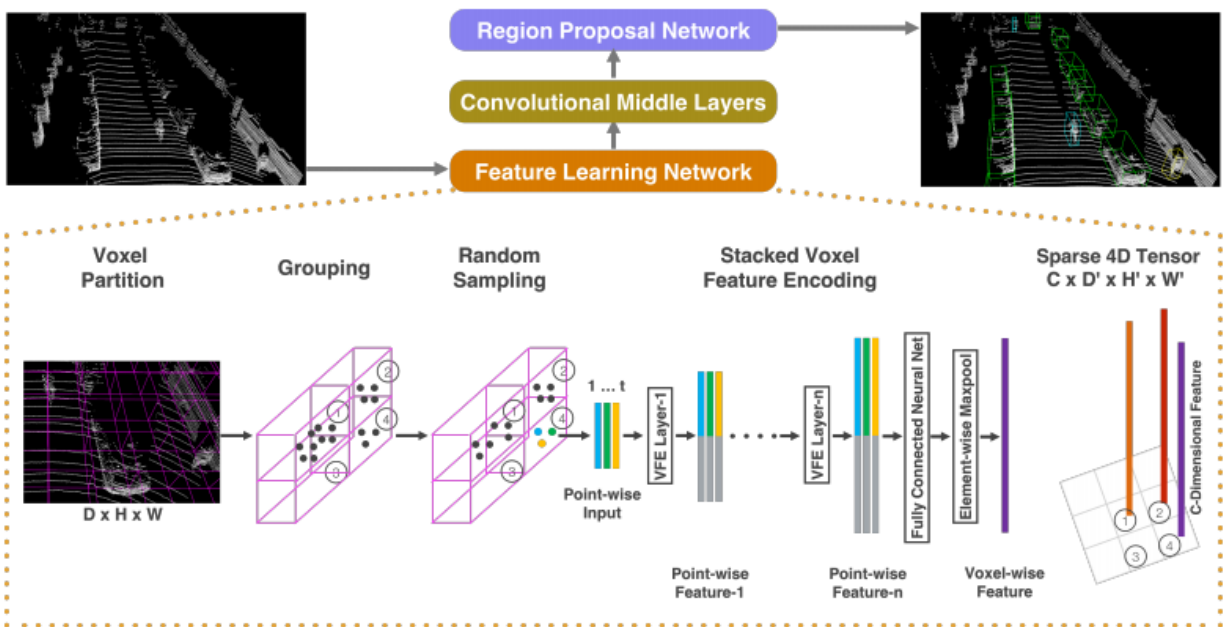 Region Proposal Network
Convolutional Middle Layers
Feature Learning Network
Voxel
Partition
Grouping
Random
Sampling
Stacked Voxel
Feature Encoding
Sparse 4D Tensor
C x D' x H' x W'
D x H x W
1
2
3
4
1
2
3
4
1 ... t
Point-wise
Input
VFE Layer-1
Point-wise
Feature-1
VFE Layer-n
Point-wise
Feature-n
Fully Connected Neural Net
Element-wise Maxpool
Voxel-wise
Feature
C-Dimensional Feature
1
2
3
4